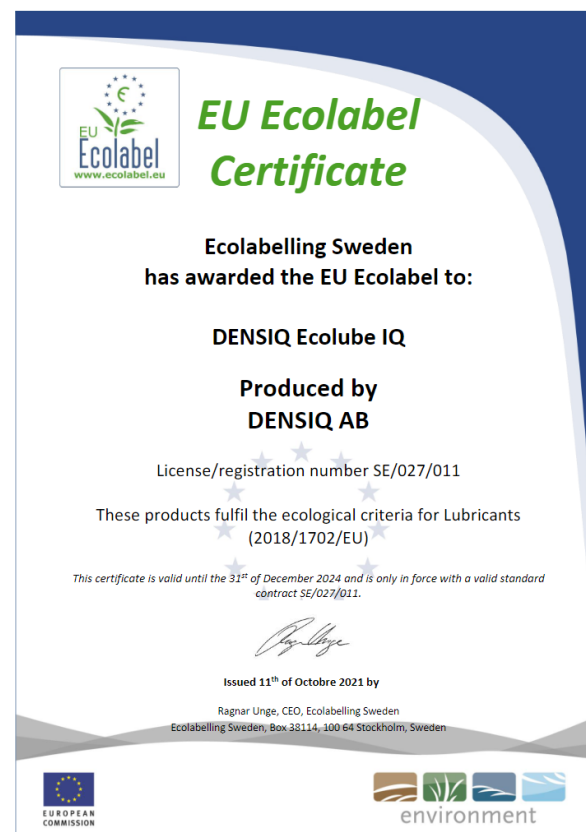 EU
Ecolabel
www.ecolabel.eu
EU Ecolabel
Certificate
Ecolabelling Sweden
has awarded the EU Ecolabel to:
DENSIQ Ecolube IQ
Produced by
DENSIQ AB
License/registration number SE/027/011
These products fulfil the ecological criteria for Lubricants
(2018/1702/EU)
This certificate is valid until the 31st of December 2024 and is only in force with a valid standard
contract SE/027/011.
Issued 11th of Octobre 2021 by
Ragnar Unge, CEO, Ecolabelling Sweden
Ecolabelling Sweden, Box 38114, 100 64 Stockholm, Sweden
EUROPEAN
COMMISSION
environment